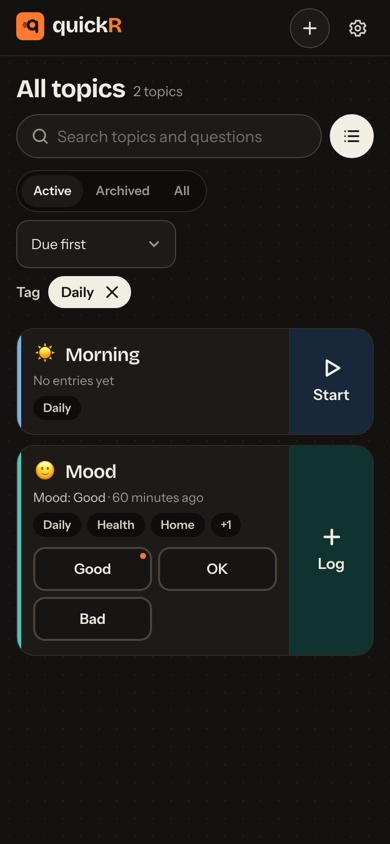 quickR
All topics 2 topics
Search topics and questions
Active Archived All
Due first
Tag Daily
Morning
No entries yet
Daily
Start
Mood
Mood: Good · 60 minutes ago
Daily Health Home +1
Good OK
Bad
Log